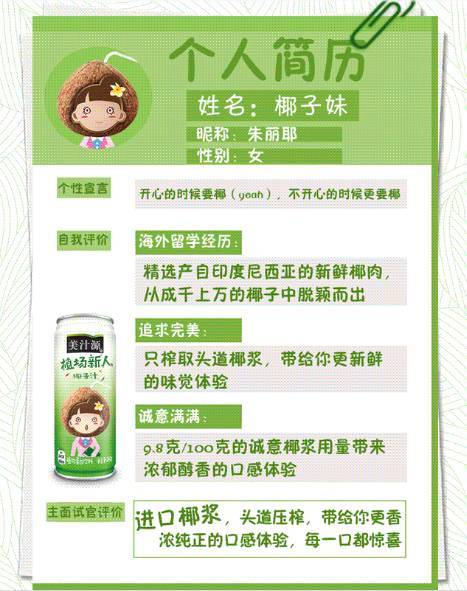 个人简历
姓名：椰子妹
昵称：朱丽耶
性别：女
个性宣言
开心的时候要椰（yeah），不开心的时候更要椰
自我评价
海外留学经历：
精选产自印度尼西亚的新鲜椰肉，
从成千上万的椰子中脱颖而出
追求完美：
只榨取头道椰浆，带给你更新鲜
的味觉体验
诚意满满：
9.8克/100克的诚意椰浆用量带来
浓郁醇香的口感体验
美汁源
植场新人
椰香汁
主面试官评价
进口椰浆，头道压榨，带给你更香
浓纯正的口感体验，每一口都惊喜